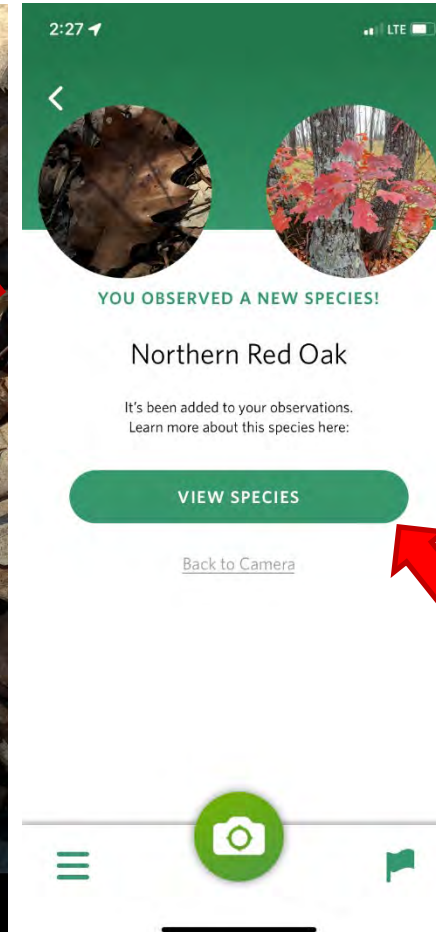 2:27
LTE
YOU OBSERVED A NEW SPECIES!
Northern Red Oak
It's been added to your observations.
Learn more about this species here:
VIEW SPECIES
Back to Camera